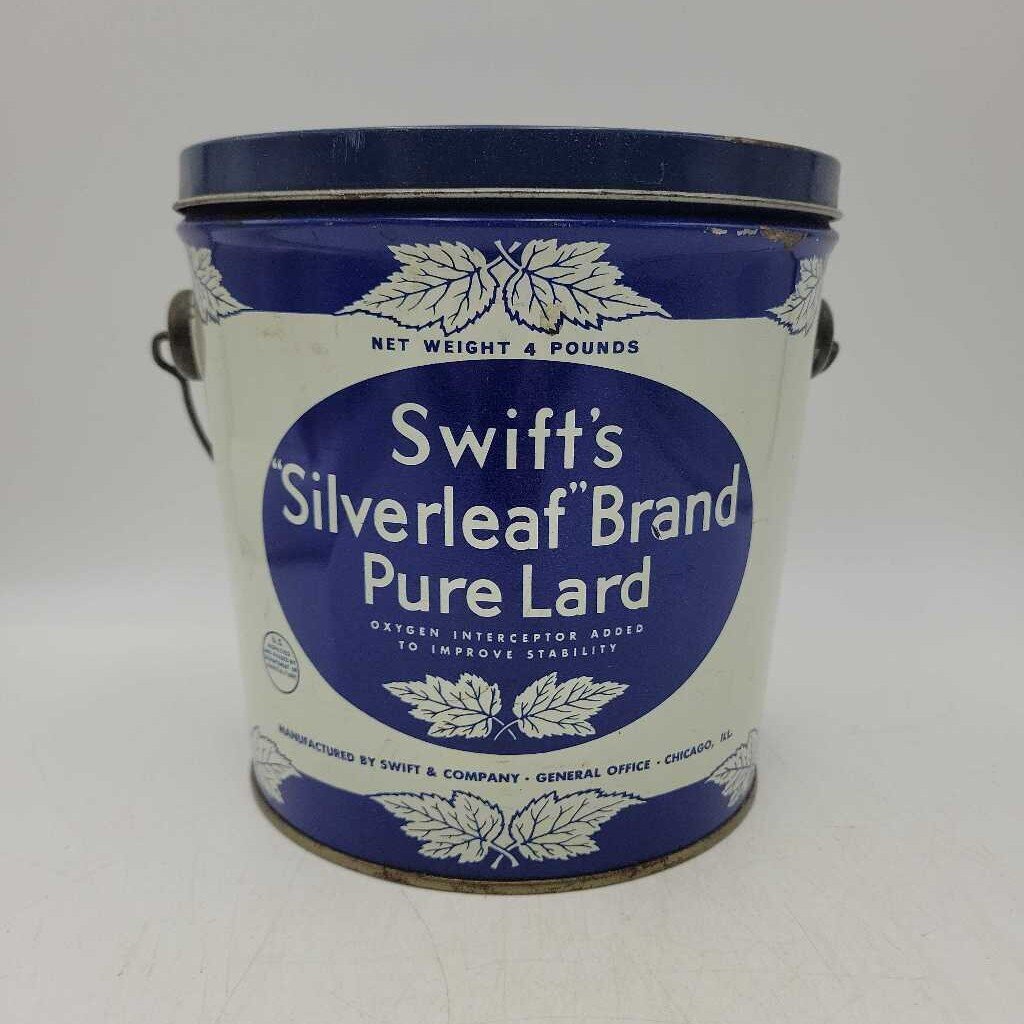 NET WEIGHT 4 POUNDS
Swift's
"Silverleaf" Brand
Pure Lard
OXYGEN INTERCEPTOR ADDED
TO IMPROVE STABILITY
MANUFACTURED BY SWIFT & COMPANY · GENERAL OFFICE · CHICAGO, ILL.